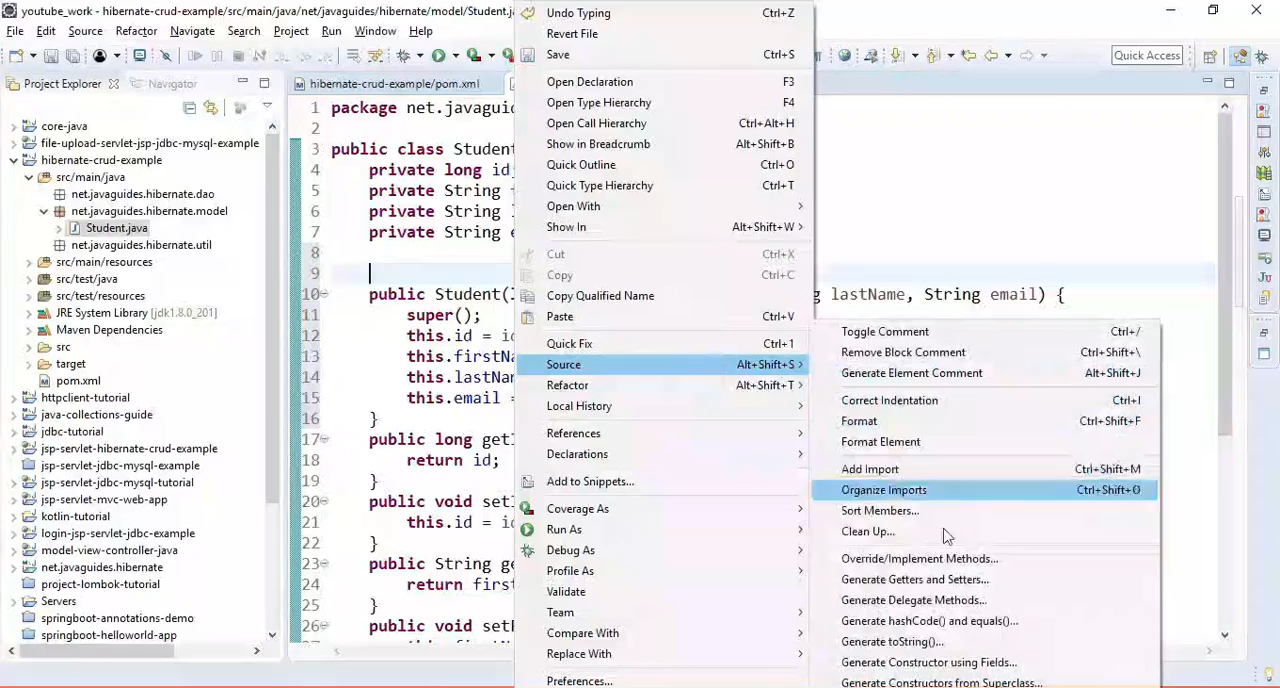 youtube_work - hibernate-crud-example/src/main/java/net/javaguides/hibernate/model/Student.j
File Edit Source Refactor Navigate Search Project Run Window Help
Quick Access
Project Explorer Navigator
core-java
file-upload-servlet-jsp-jdbc-mysql-example
hibernate-crud-example
src/main/java
net.javaguides.hibernate.dao
net.javaguides.hibernate.model
Student.java
net.javaguides.hibernate.util
src/main/resources
src/test/java
src/test/resources
JRE System Library [jdk1.8.0_201]
Maven Dependencies
src
target
pom.xml
httpclient-tutorial
java-collections-guide
jdbc-tutorial
jsp-servlet-hibernate-crud-example
jsp-servlet-jdbc-mysql-example
jsp-servlet-jdbc-mysql-tutorial
jsp-servlet-mvc-web-app
kotlin-tutorial
login-jsp-servlet-jdbc-example
model-view-controller-java
net.javaguides.hibernate
project-lombok-tutorial
Servers
springboot-annotations-demo
springboot-helloworld-app
hibernate-crud-example/pom.xml
1 package net.javagui
2
3 public class Student
4 private long id
5 private String
6 private String l
7 private String e
8
9
10 public Student( g lastName, String email) {
11 super();
12 this.id = i
13 this.firstNa
14 this.lastNam
15 this.email =
16 }
17 public long getI
18 return id;
19 }
20 public void setI
21 this.id = i
22 }
23 public String ge
24 return first
25 }
26 public void set
Undo Typing Ctrl+Z
Revert File
Save Ctrl+S
Open Declaration F3
Open Type Hierarchy F4
Open Call Hierarchy Ctrl+Alt+H
Show in Breadcrumb Alt+Shift+B
Quick Outline Ctrl+O
Quick Type Hierarchy Ctrl+T
Open With
Show In Alt+Shift+W
Cut Ctrl+X
Copy Ctrl+C
Copy Qualified Name
Paste Ctrl+V
Quick Fix Ctrl+1
Source Alt+Shift+S
Refactor Alt+Shift+T
Local History
References
Declarations
Add to Snippets...
Coverage As
Run As
Debug As
Profile As
Validate
Team
Compare With
Replace With
Preferences...
Toggle Comment Ctrl+/
Remove Block Comment Ctrl+Shift+\
Generate Element Comment Alt+Shift+J
Correct Indentation Ctrl+I
Format Ctrl+Shift+F
Format Element
Add Import Ctrl+Shift+M
Organize Imports Ctrl+Shift+O
Sort Members...
Clean Up...
Override/Implement Methods...
Generate Getters and Setters...
Generate Delegate Methods...
Generate hashCode() and equals()...
Generate toString()...
Generate Constructor using Fields...
Generate Constructors from Superclass...